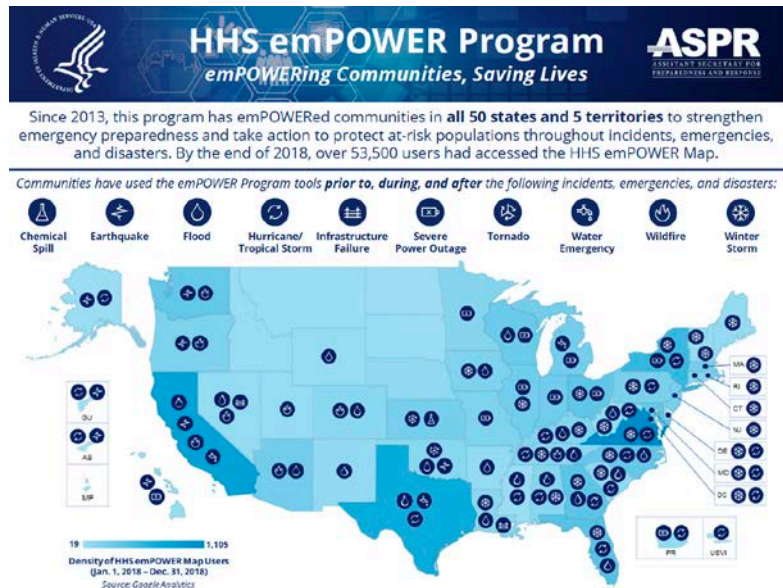 DEPARTMENT OF HEALTH & HUMAN SERVICES · USA
HHS emPOWER Program
emPOWERing Communities, Saving Lives
ASPR
ASSISTANT SECRETARY FOR
PREPAREDNESS AND RESPONSE
Since 2013, this program has emPOWERed communities in all 50 states and 5 territories to strengthen
emergency preparedness and take action to protect at-risk populations throughout incidents, emergencies,
and disasters. By the end of 2018, over 53,500 users had accessed the HHS emPOWER Map.
Communities have used the emPOWER Program tools prior to, during, and after the following incidents, emergencies, and disasters:
Chemical
Spill
Earthquake
Flood
Hurricane/
Tropical Storm
Infrastructure
Failure
Severe
Power Outage
Tornado
Water
Emergency
Wildfire
Winter
Storm
MA
RI
CT
NJ
DE
MD
DC
GU
AS
MP
PR
USVI
19
1,105
Density of HHS emPOWER Map Users
(Jan. 1, 2018 – Dec. 31, 2018)
Source: Google Analytics